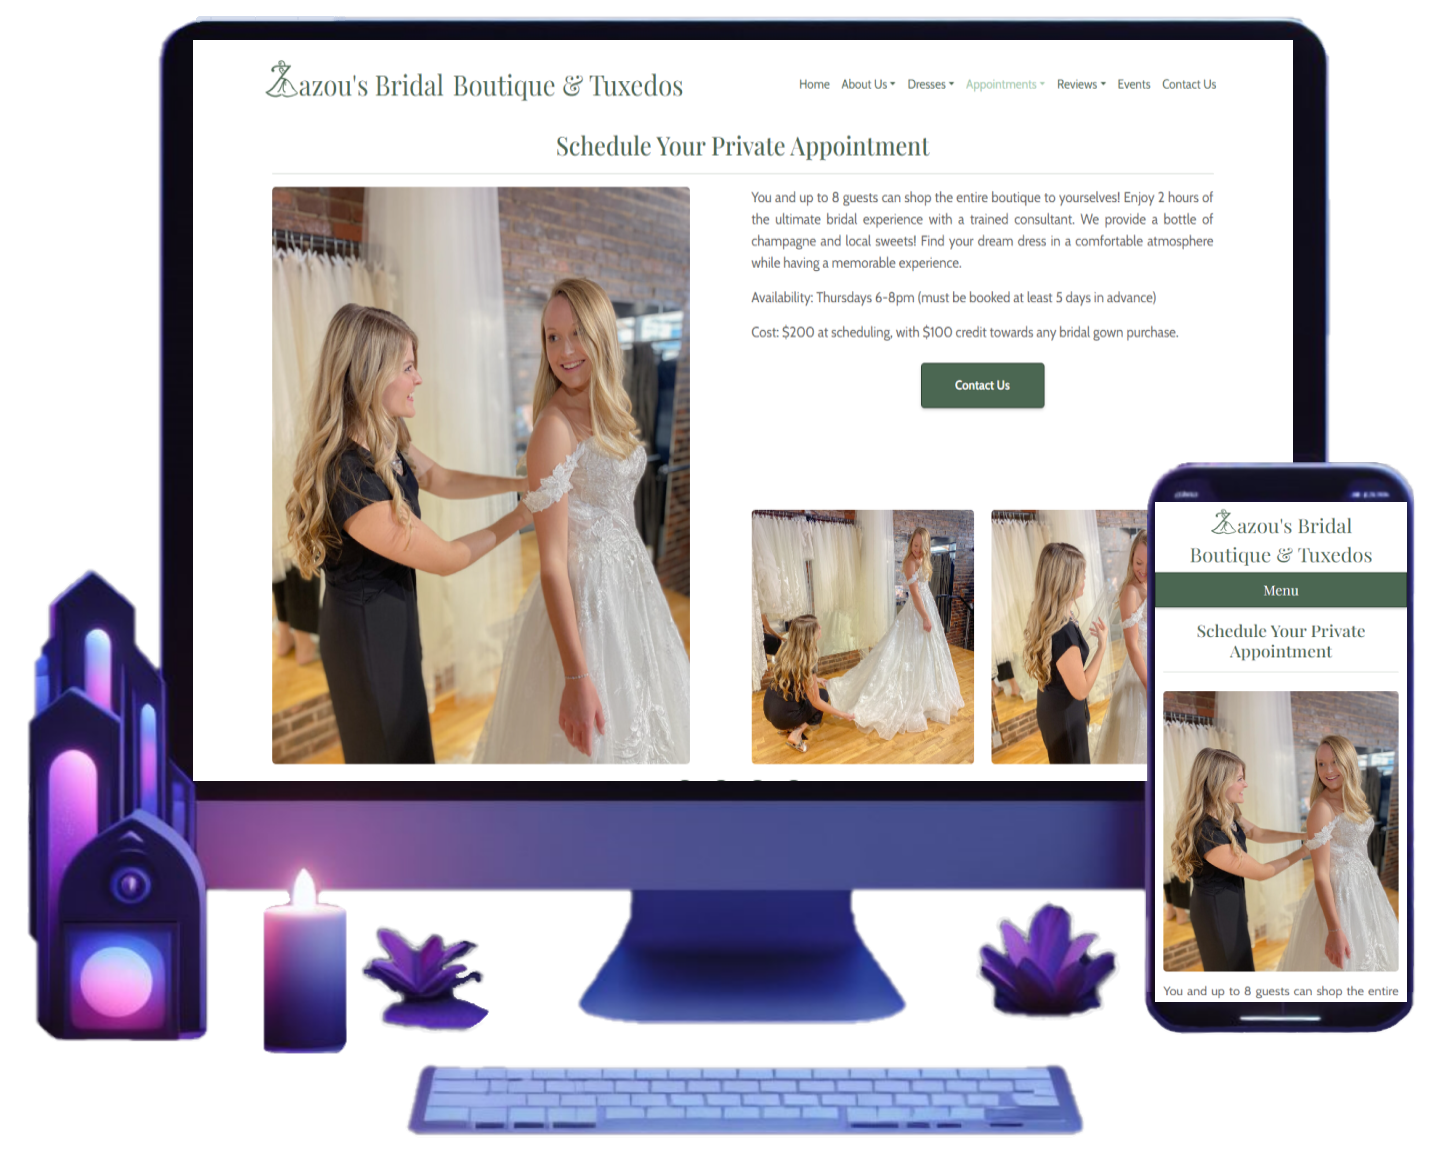 Zazou's Bridal Boutique & Tuxedos
Home About Us Dresses Appointments Reviews Events Contact Us
Schedule Your Private Appointment
You and up to 8 guests can shop the entire boutique to yourselves! Enjoy 2 hours of
the ultimate bridal experience with a trained consultant. We provide a bottle of
champagne and local sweets! Find your dream dress in a comfortable atmosphere
while having a memorable experience.
Availability: Thursdays 6-8pm (must be booked at least 5 days in advance)
Cost: $200 at scheduling, with $100 credit towards any bridal gown purchase.
Contact Us
Zazou's Bridal
Boutique & Tuxedos
Menu
Schedule Your Private
Appointment
You and up to 8 guests can shop the entire